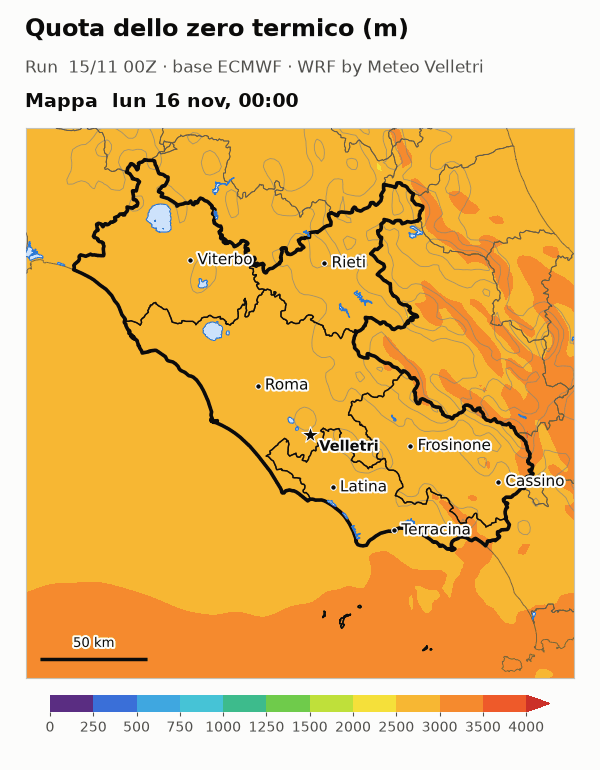 Quota dello zero termico (m)
Run 15/11 00Z · base ECMWF · WRF by Meteo Velletri
Mappa lun 16 nov, 00:00
Viterbo
Rieti
Roma
Velletri
Frosinone
Latina
Cassino
Terracina
50 km
0 250 500 750 1000 1250 1500 2000 2500 3000 3500 4000